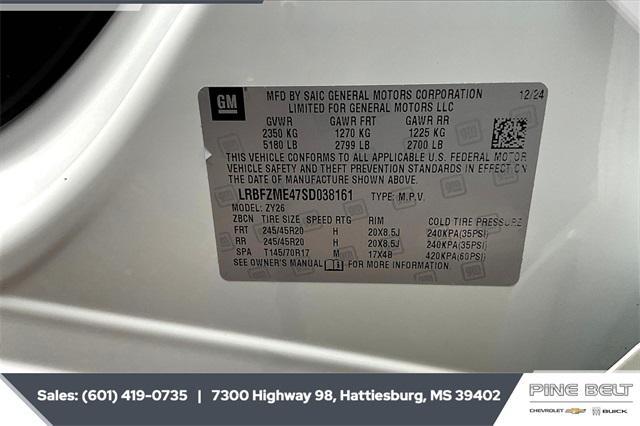 GM
MFD BY SAIC GENERAL MOTORS CORPORATION 12/24
LIMITED FOR GENERAL MOTORS LLC
GVWR GAWR FRT GAWR RR
2350 KG 1270 KG 1225 KG
5180 LB 2799 LB 2700 LB
THIS VEHICLE CONFORMS TO ALL APPLICABLE U.S. FEDERAL MOTOR
VEHICLE SAFETY AND THEFT PREVENTION STANDARDS IN EFFECT ON
THE DATE OF MANUFACTURE SHOWN ABOVE.
LRBFZME47SD038161 TYPE: M.P.V.
MODEL: ZY26
ZBCN TIRE SIZE SPEED RTG RIM COLD TIRE PRESSURE
FRT 245/45R20 H 20X8.5J 240KPA(35PSI)
RR 245/45R20 H 20X8.5J 240KPA(35PSI)
SPA T145/70R17 M 17X4B 420KPA(60PSI)
SEE OWNER'S MANUAL FOR MORE INFORMATION.
Sales: (601) 419-0735 | 7300 Highway 98, Hattiesburg, MS 39402
PINE BELT
CHEVROLET BUICK